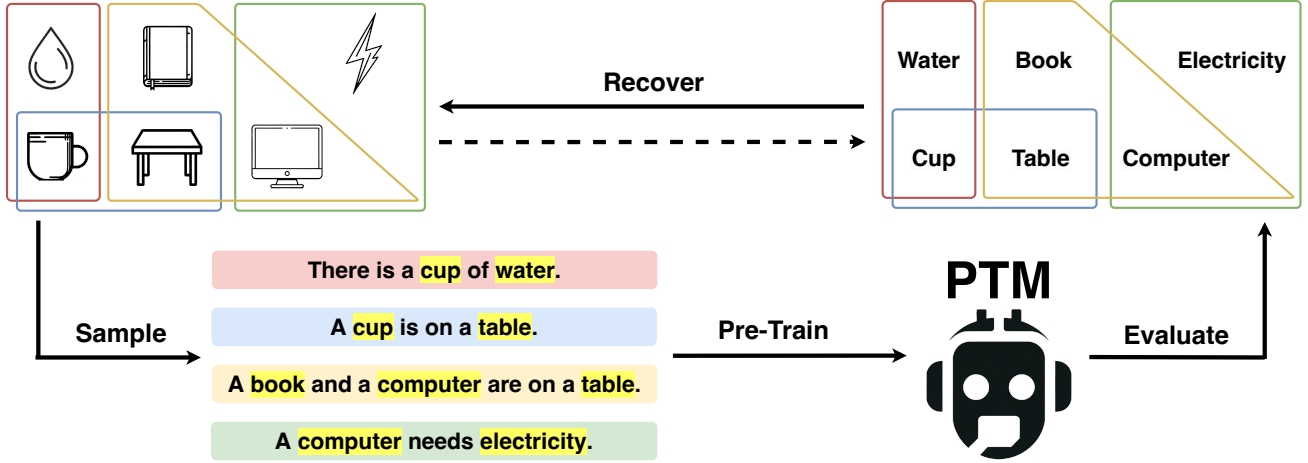 Water
Book
Electricity
Recover
Cup
Table
Computer
There is a cup of water.
A cup is on a table.
A book and a computer are on a table.
A computer needs electricity.
Sample
Pre-Train
PTM
Evaluate